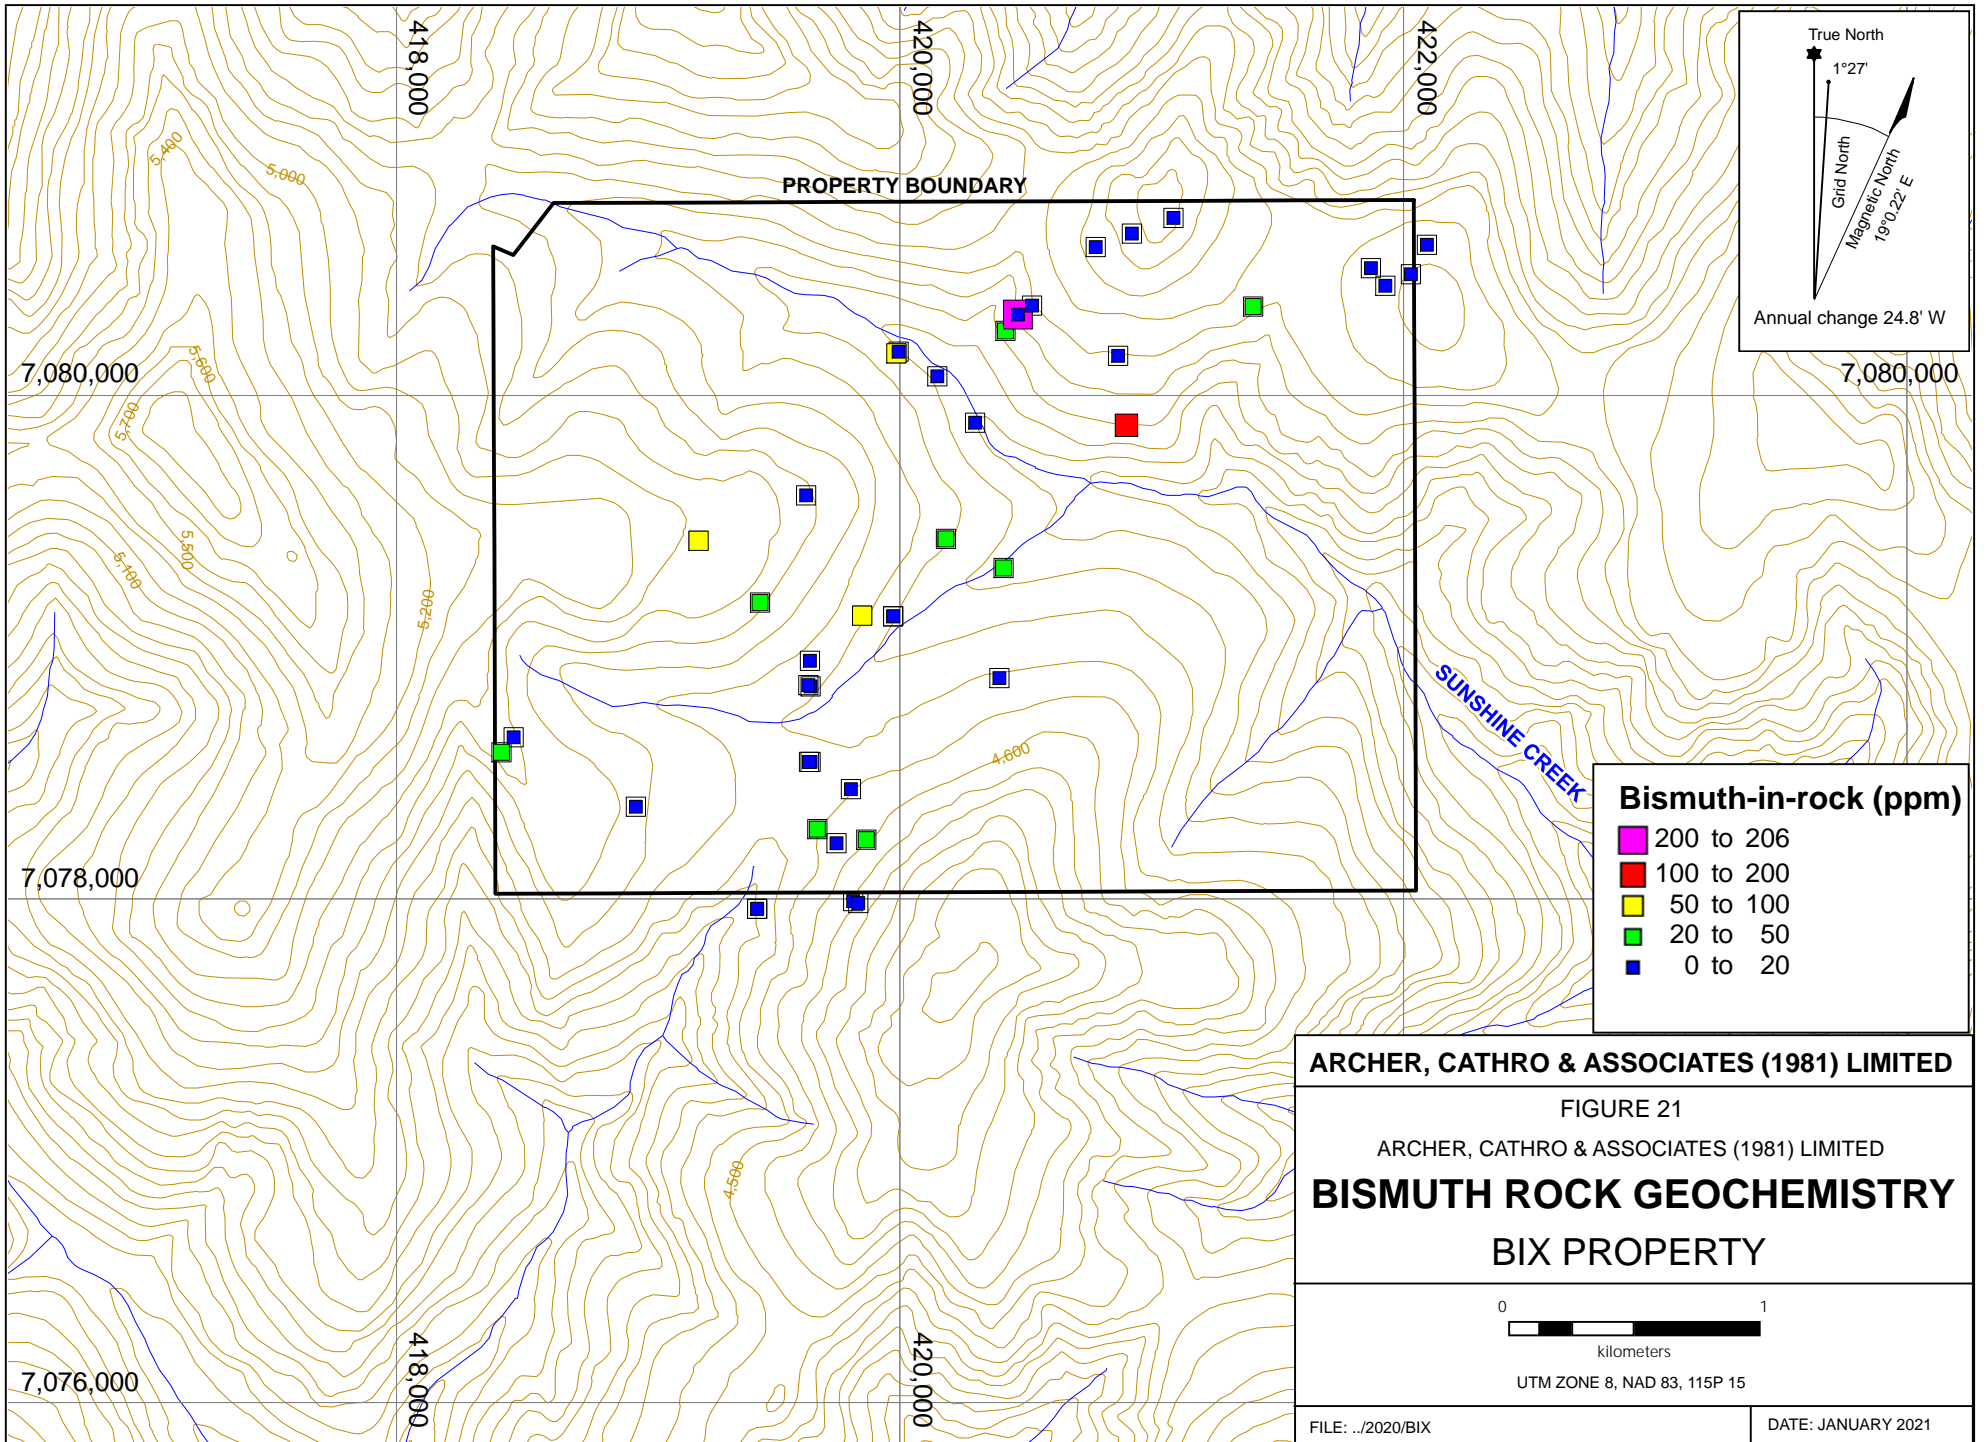 418,000
420,000
422,000
True North
1°27'
Grid North
Magnetic North
19°0.22' E
Annual change 24.8' W
5,400
5,000
PROPERTY BOUNDARY
5,600
7,080,000
7,080,000
5,700
5,500
5,100
5,200
SUNSHINE CREEK
4,600
7,078,000
Bismuth-in-rock (ppm)
200 to 206
100 to 200
50 to 100
20 to 50
0 to 20
ARCHER, CATHRO & ASSOCIATES (1981) LIMITED
FIGURE 21
ARCHER, CATHRO & ASSOCIATES (1981) LIMITED
BISMUTH ROCK GEOCHEMISTRY
BIX PROPERTY
4,500
0 1
kilometers
UTM ZONE 8, NAD 83, 115P 15
7,076,000
418,000
420,000
FILE: ../2020/BIX
DATE: JANUARY 2021